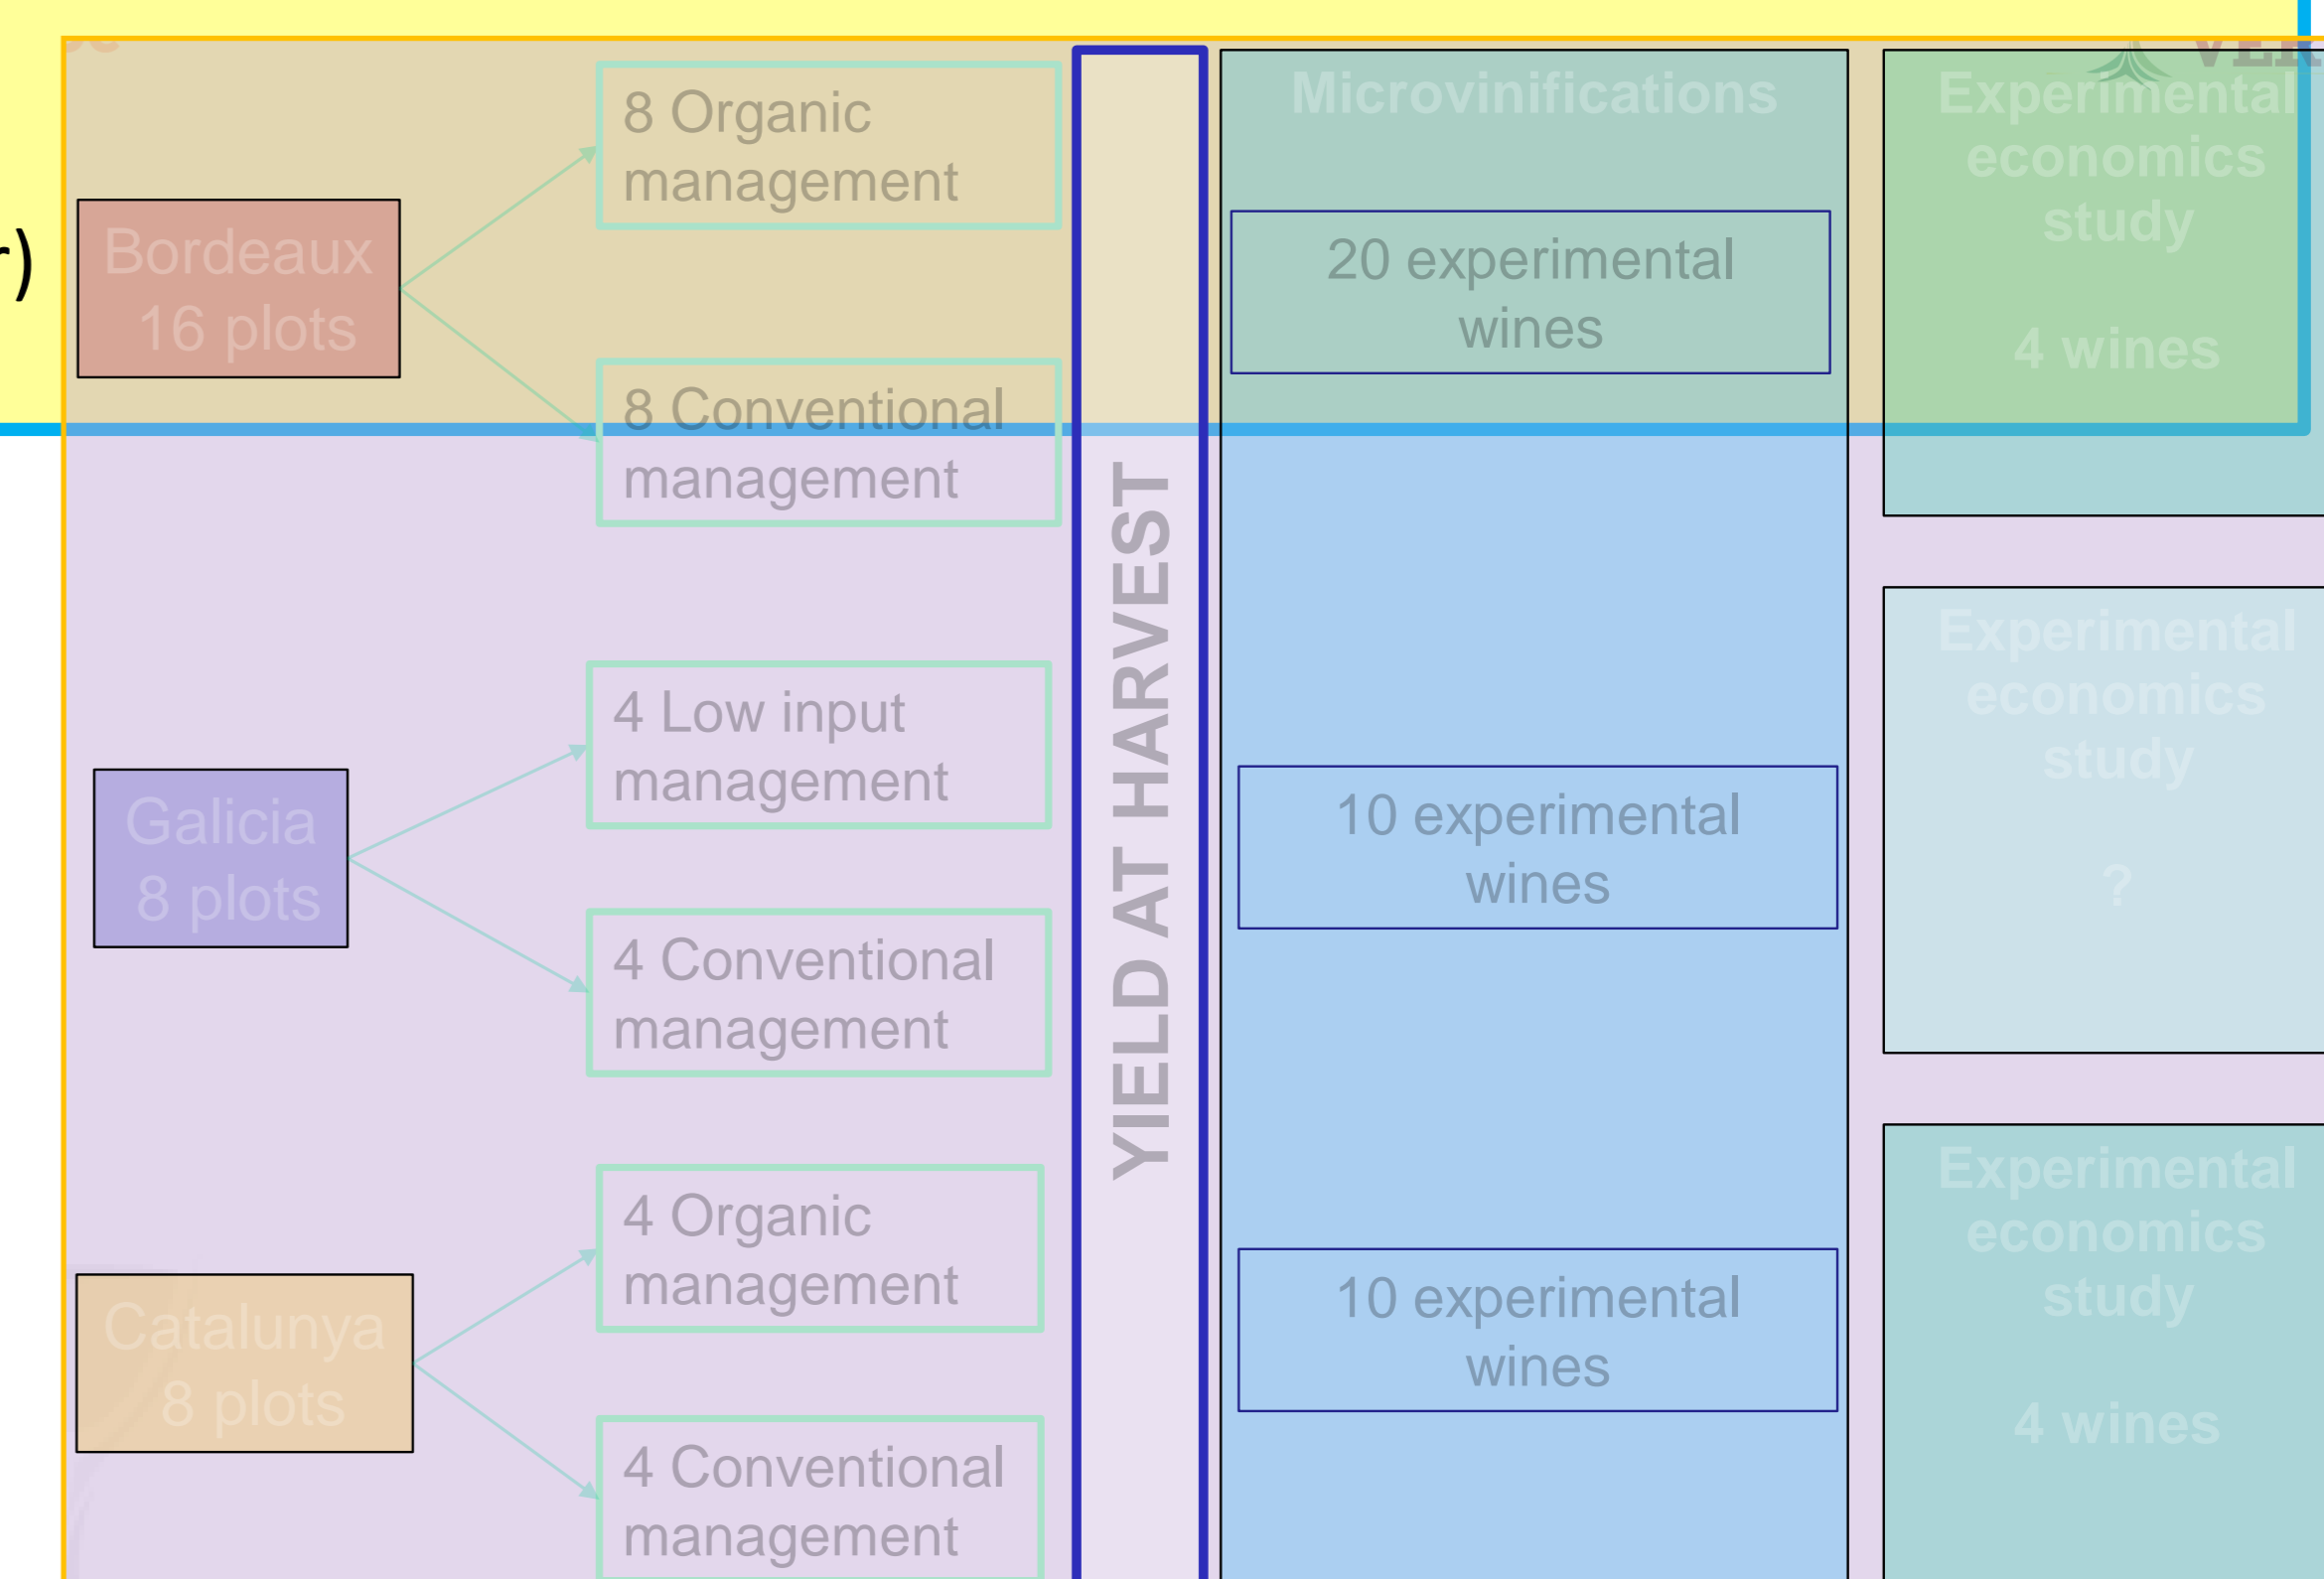 r)
Bordeaux
16 plots
8 Organic
management
8 Conventional
management
Galicia
8 plots
4 Low input
management
4 Conventional
management
Catalunya
8 plots
4 Organic
management
4 Conventional
management
YIELD AT HARVEST
Microvinifications
20 experimental
wines
10 experimental
wines
10 experimental
wines
Experimental
economics
study
4 wines
Experimental
economics
study
?
Experimental
economics
study
4 wines